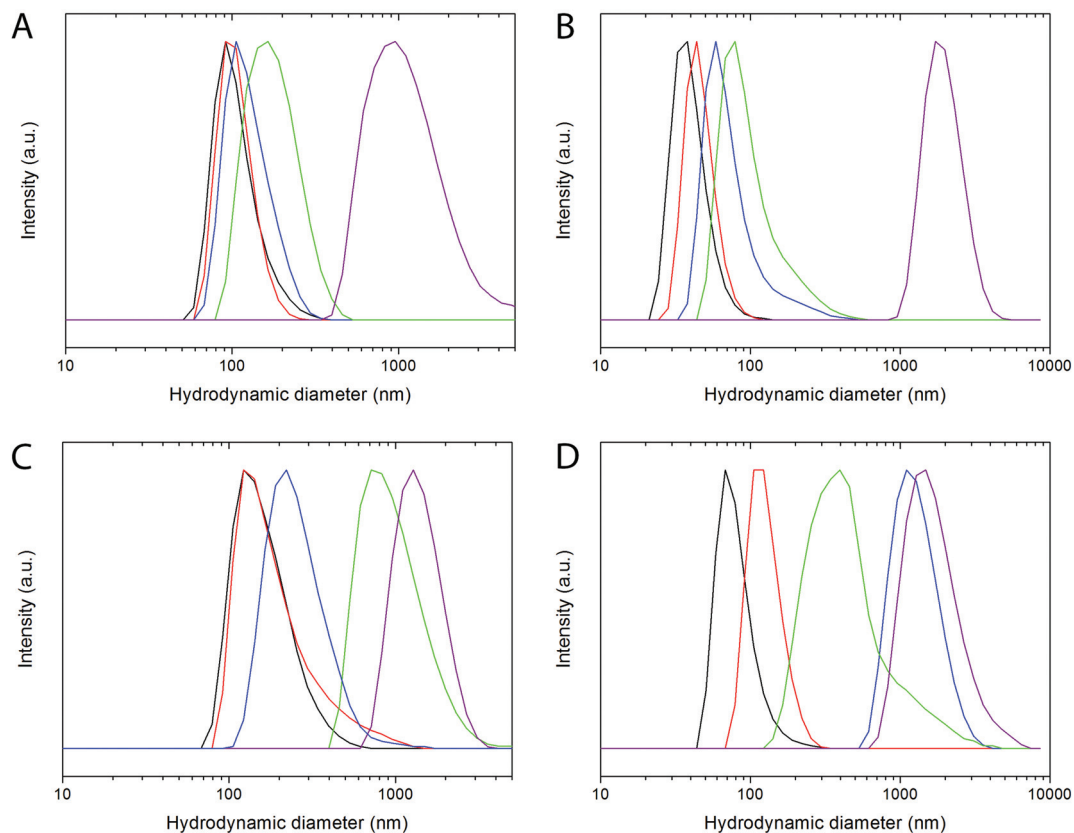 A
Intensity (a.u.)
10 100 1000
Hydrodynamic diameter (nm)
B
Intensity (a.u.)
10 100 1000 10000
Hydrodynamic diameter (nm)
C
Intensity (a.u.)
10 100 1000
Hydrodynamic diameter (nm)
D
Intensity (a.u.)
10 100 1000 10000
Hydrodynamic diameter (nm)